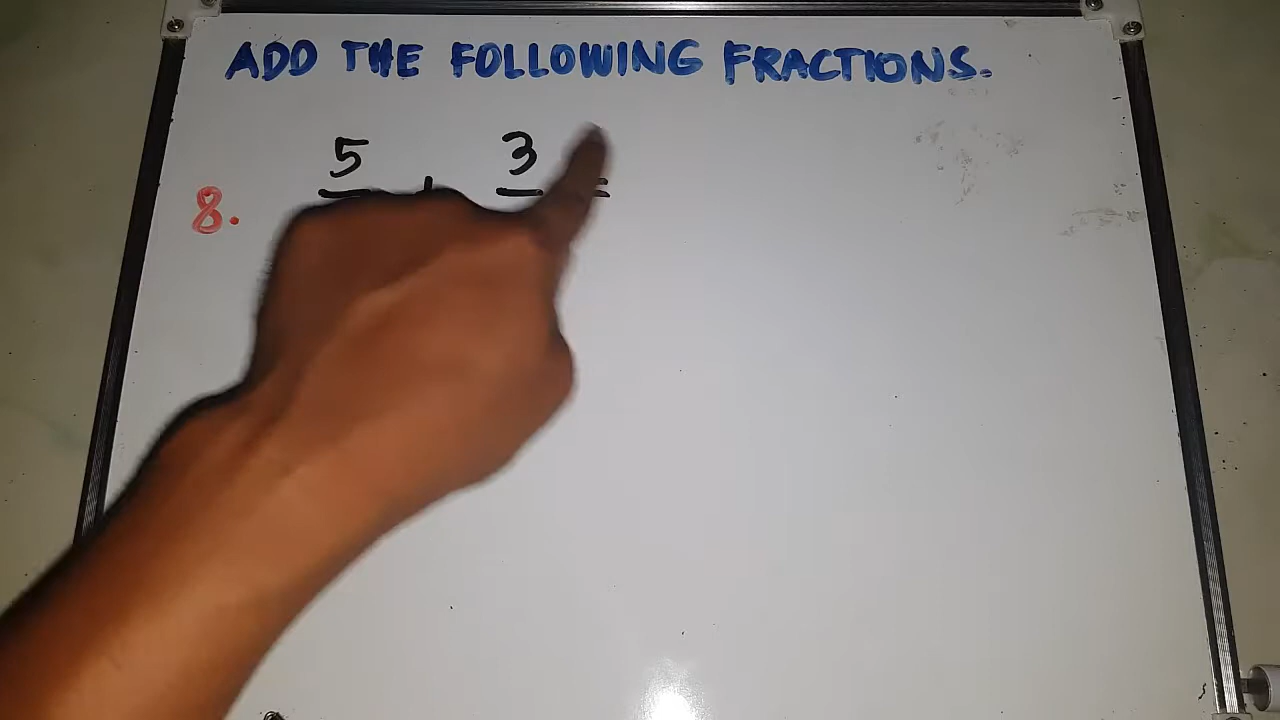 ADD THE FOLLOWING FRACTIONS.
5 3
8. + =